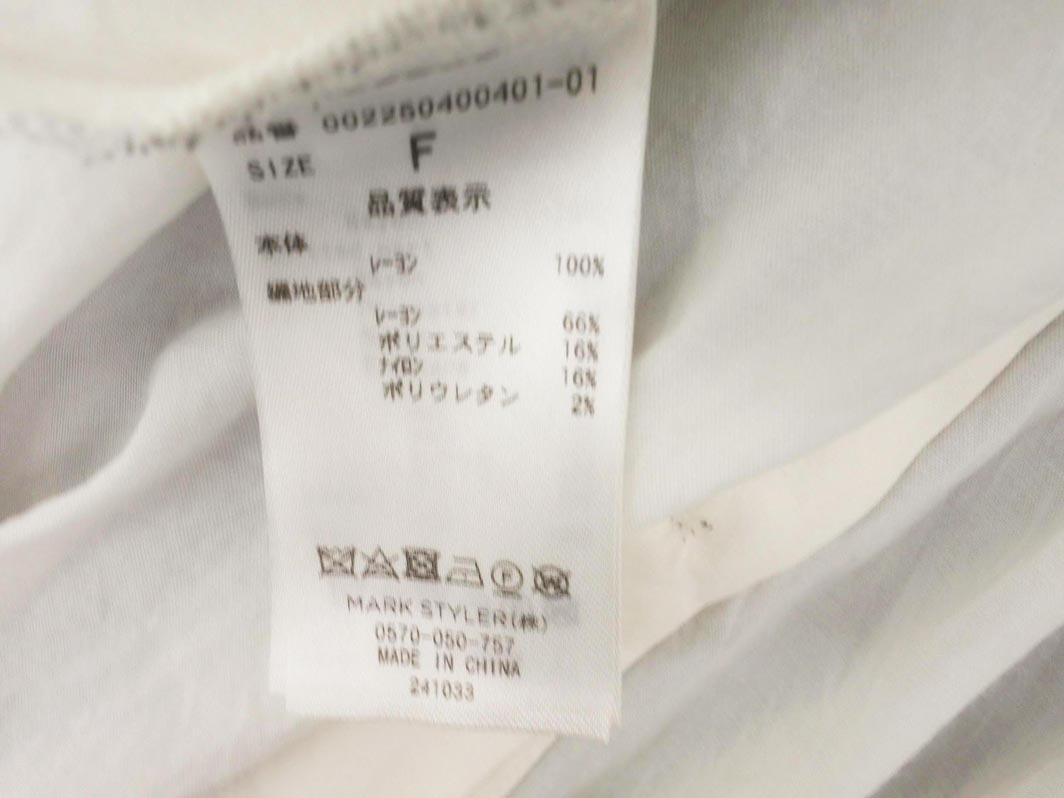 品番 002250400401-01
SIZE F
品質表示
本体
レーヨン 100%
編地部分
レーヨン 66%
ポリエステル 16%
ナイロン 16%
ポリウレタン 2%
MARK STYLER(株)
0570-050-757
MADE IN CHINA
241033